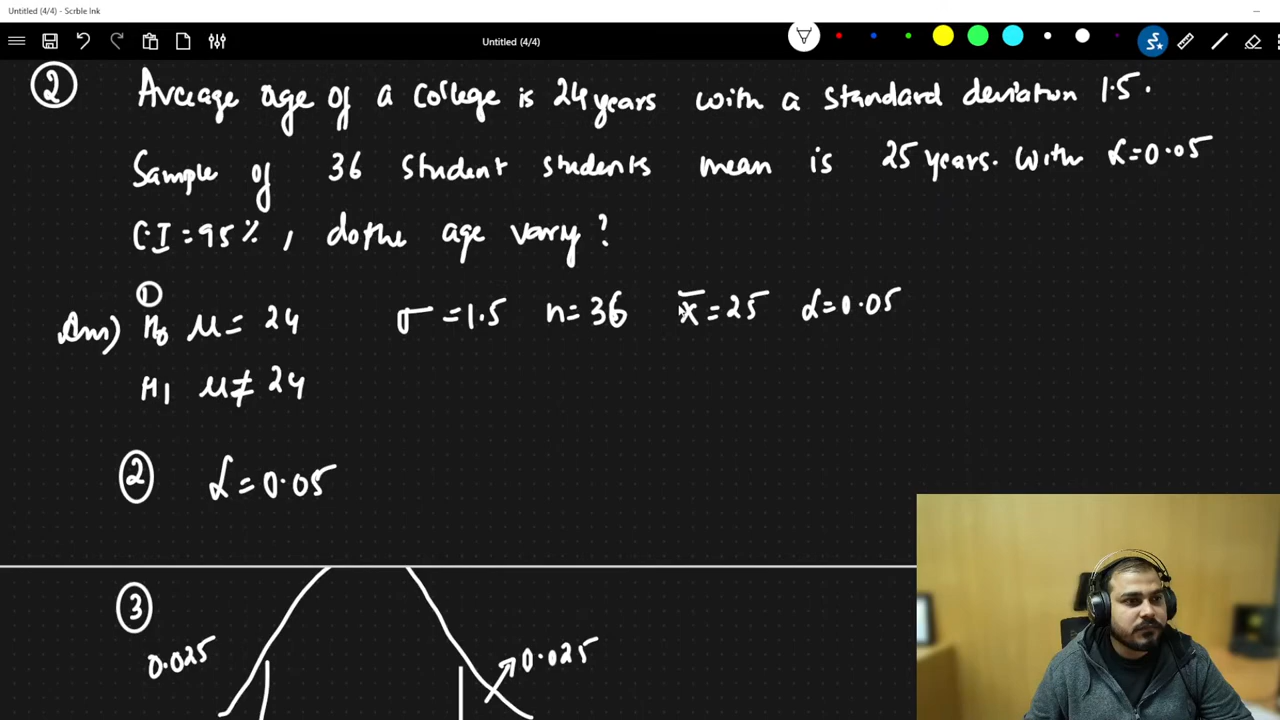 Untitled (4/4) - Scrble Ink
Untitled (4/4)
② Average age of a college is 24 years with a standard deviation 1.5.
Sample of 36 student students mean is 25 years. With α=0.05
C.I=95%, do the age varry?
①
Ans) H0 μ= 24 σ=1.5 n=36 x̄=25 α=0.05
H1 μ≠24
② α=0.05
③
0.025 0.025